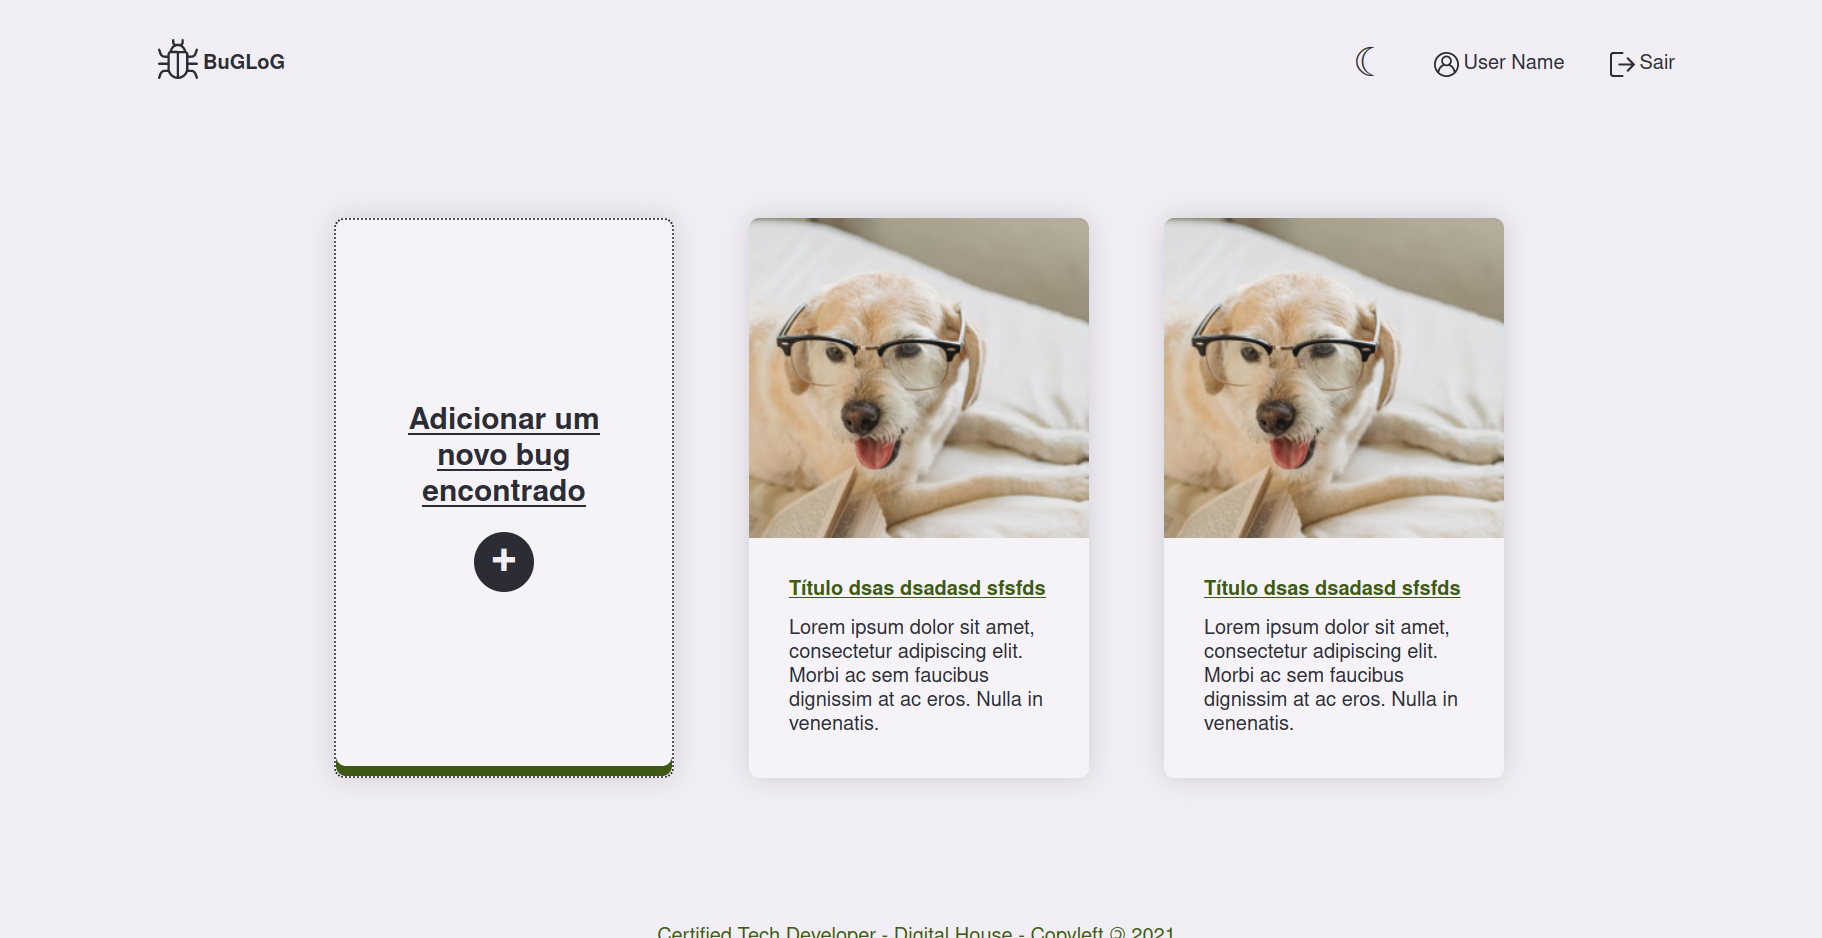 BuGLoG
User Name
Sair
Adicionar um
novo bug
encontrado
+
Título dsas dsadasd sfsfds
Lorem ipsum dolor sit amet,
consectetur adipiscing elit.
Morbi ac sem faucibus
dignissim at ac eros. Nulla in
venenatis.
Título dsas dsadasd sfsfds
Lorem ipsum dolor sit amet,
consectetur adipiscing elit.
Morbi ac sem faucibus
dignissim at ac eros. Nulla in
venenatis.
Certified Tech Developer - Digital House - Copyleft 🄯 2021